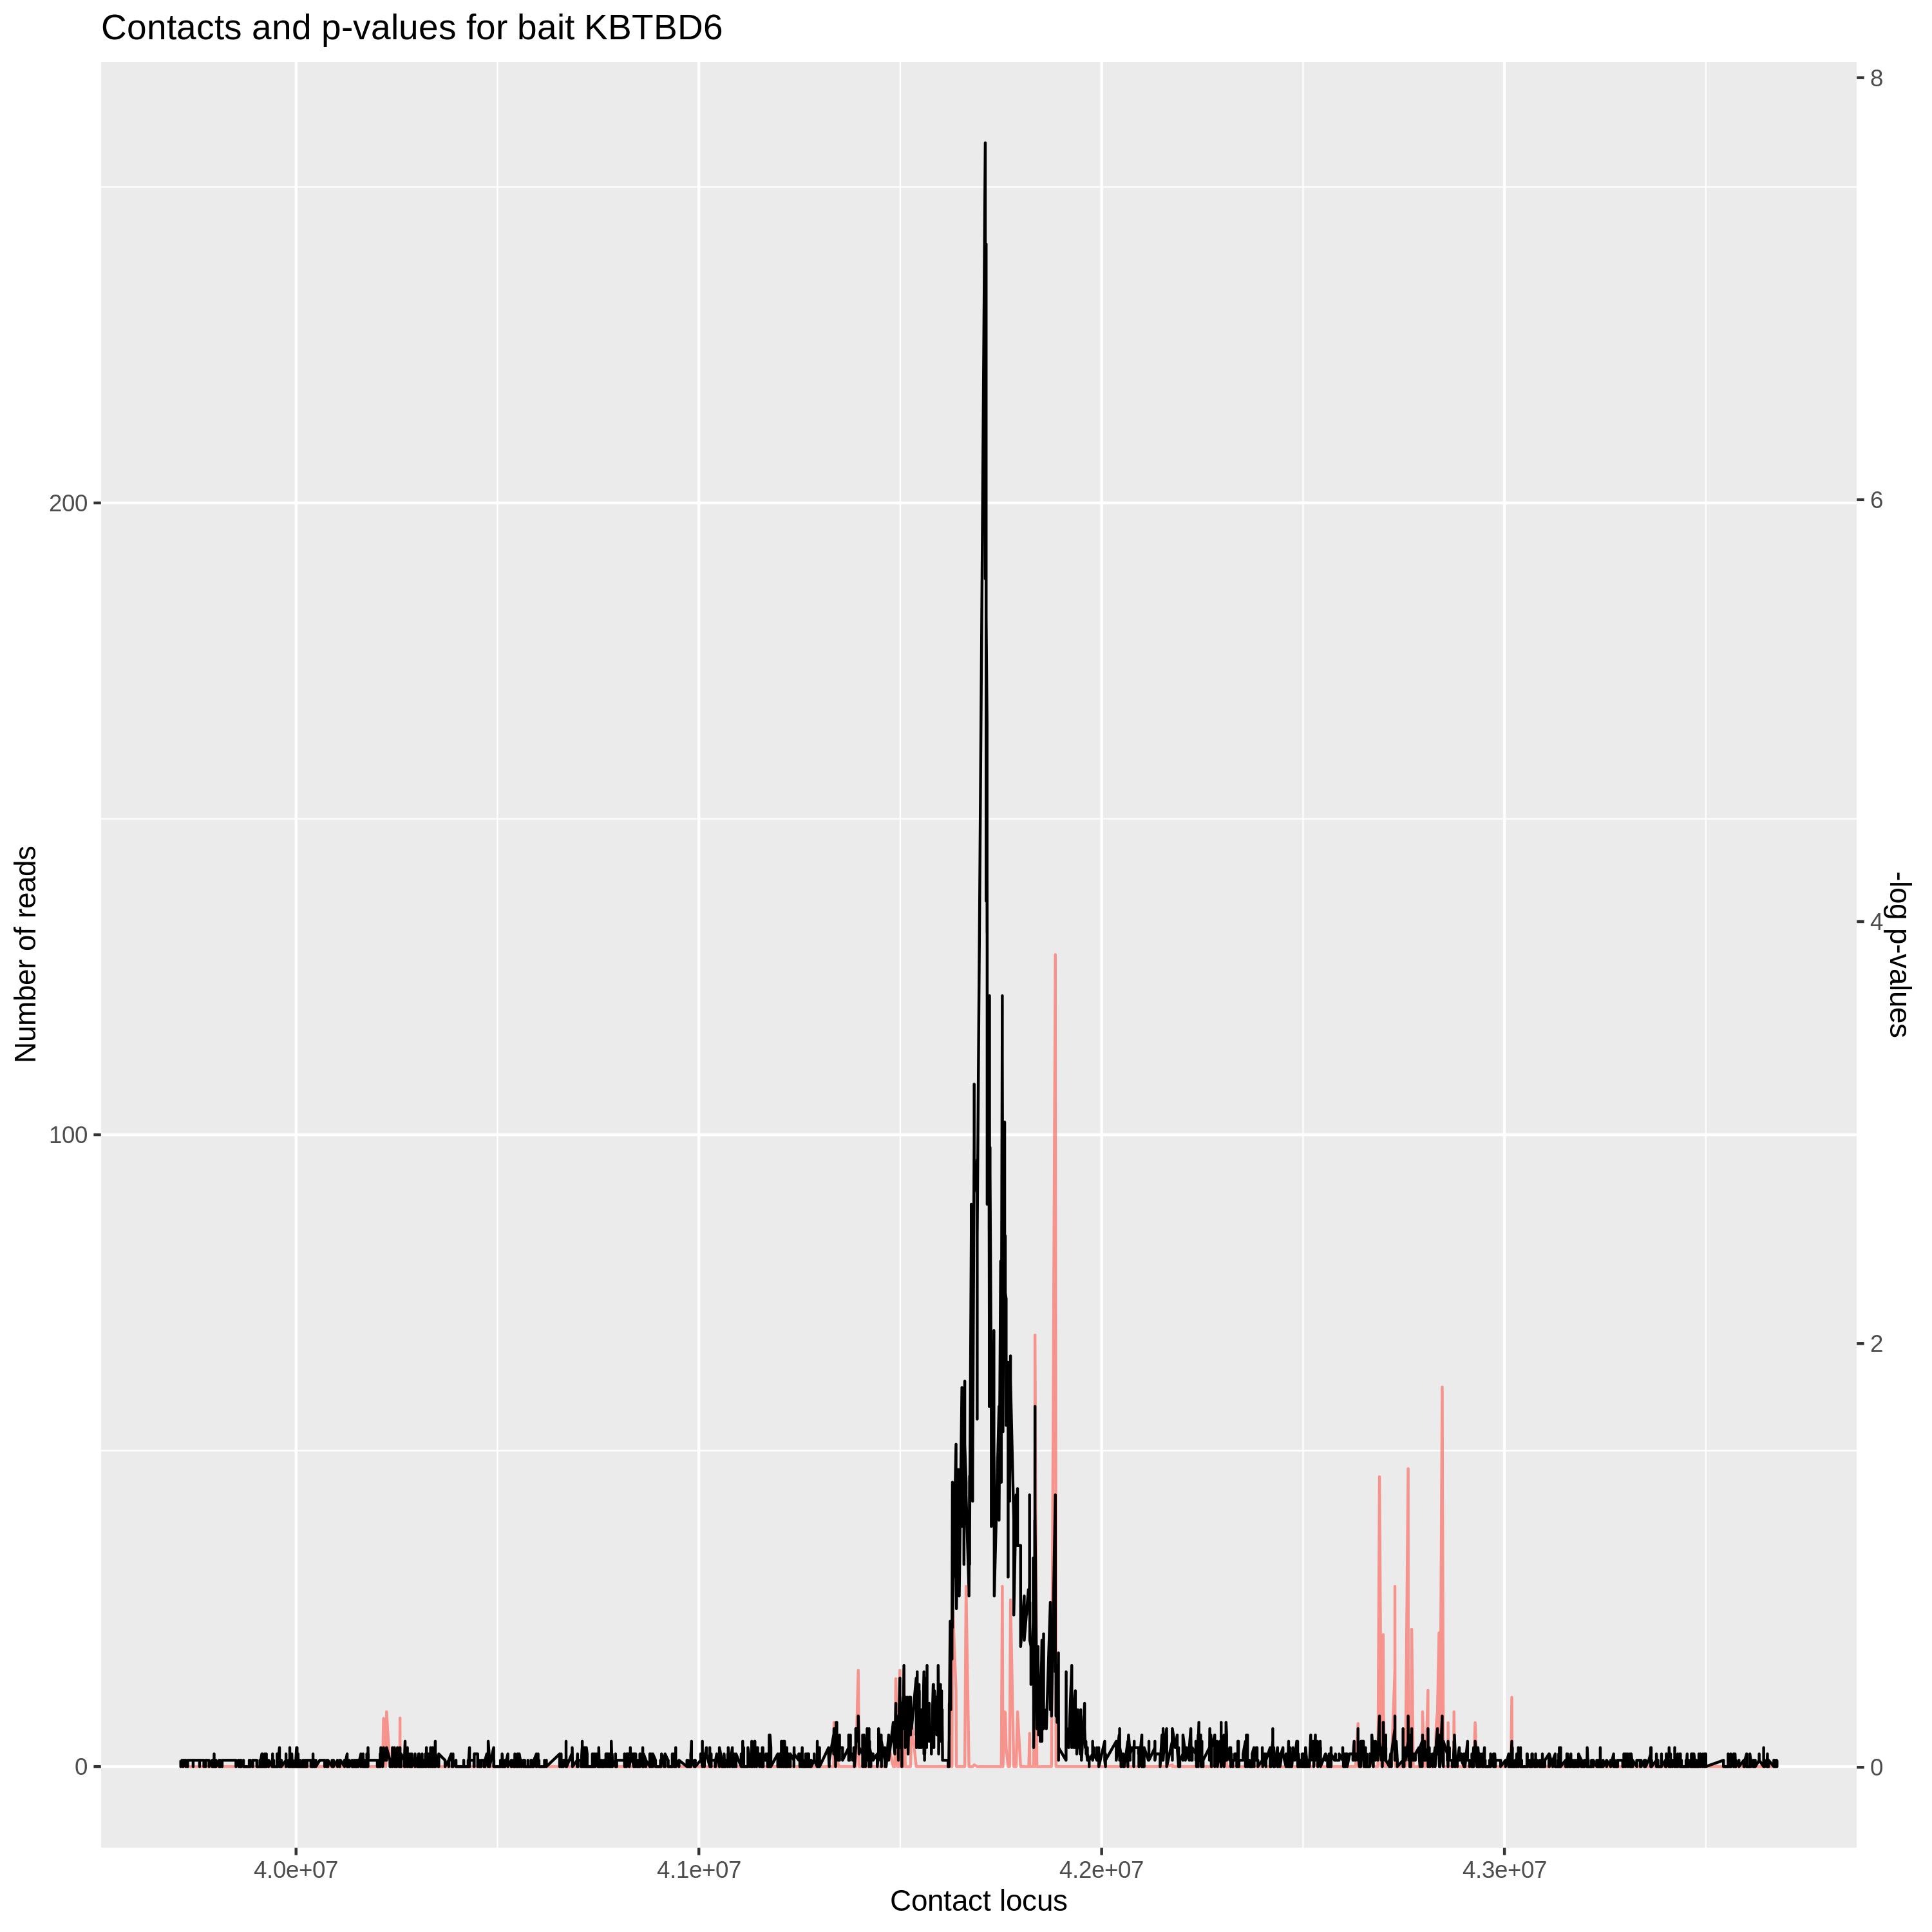 Contacts and p-values for bait KBTBD6
8
200
6
Number of reads
-log p-values
4
100
2
0
0
4.0e+07
4.1e+07
4.2e+07
4.3e+07
Contact locus